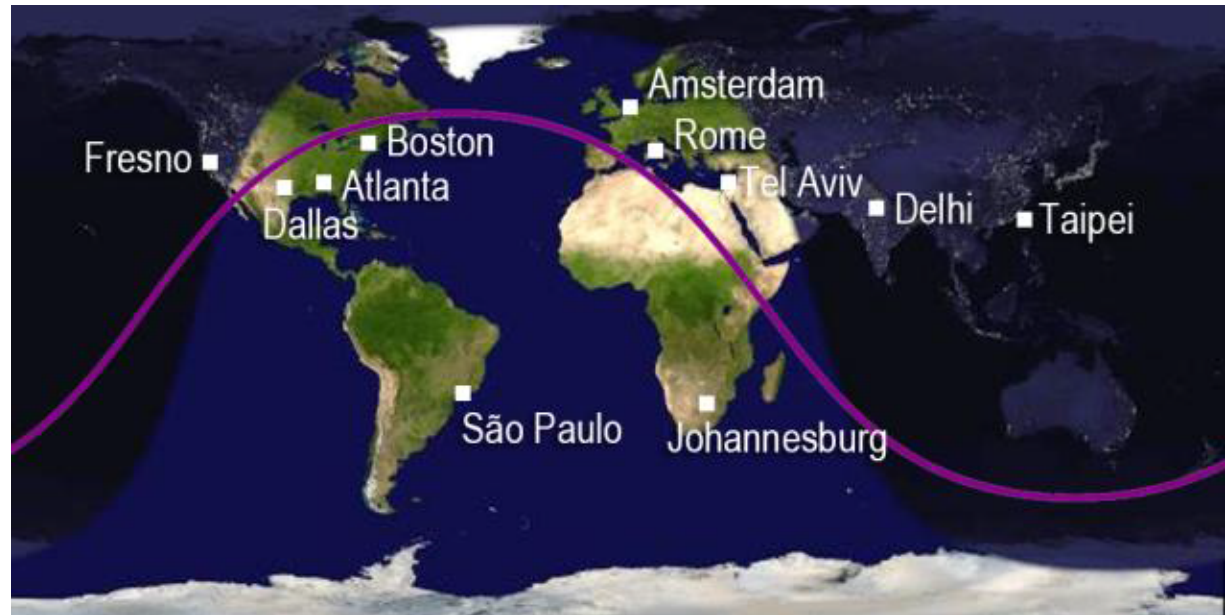 Amsterdam
Fresno
Boston
Rome
Atlanta
Tel Aviv
Dallas
Delhi
Taipei
São Paulo
Johannesburg